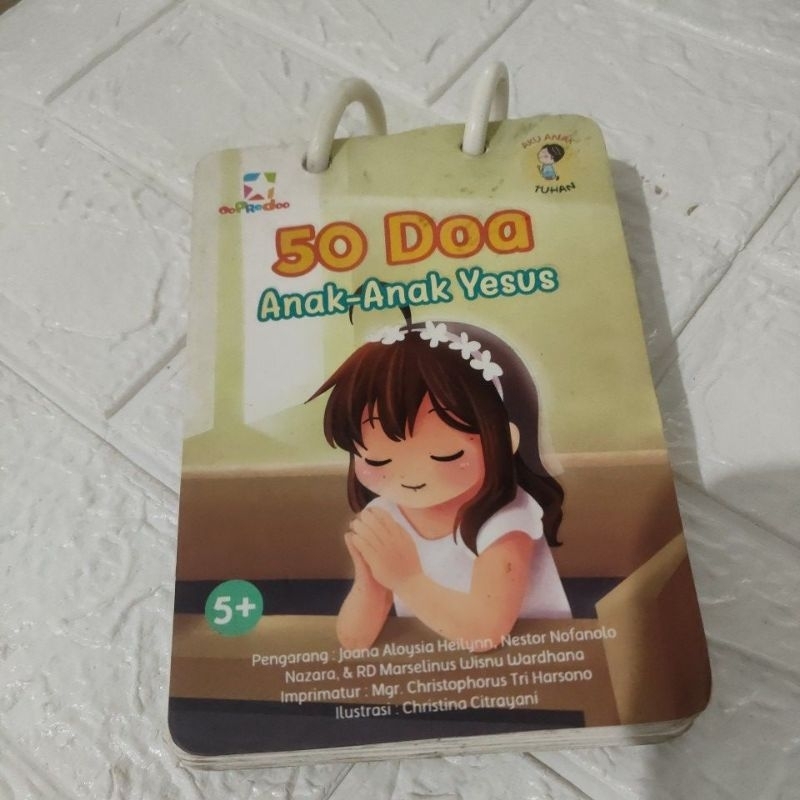 GoPReDoo
AKU ANAK
TUHAN
50 Doa
Anak-Anak Yesus
5+
Pengarang : Joana Aloysia Heilynn, Nestor Nofanolo
Nazara, & RD Marselinus Wisnu Wardhana
Imprimatur : Mgr. Christophorus Tri Harsono
Ilustrasi : Christina Citrayani